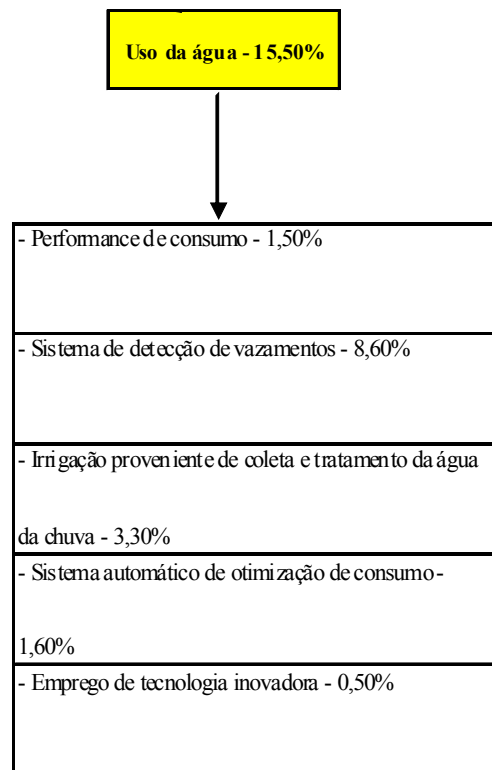 Uso da água - 15,50%
- Performance de consumo - 1,50%
- Sistema de detecção de vazamentos - 8,60%
- Irrigação proveniente de coleta e tratamento da água
da chuva - 3,30%
- Sistema automático de otimização de consumo -
1,60%
- Emprego de tecnologia inovadora - 0,50%